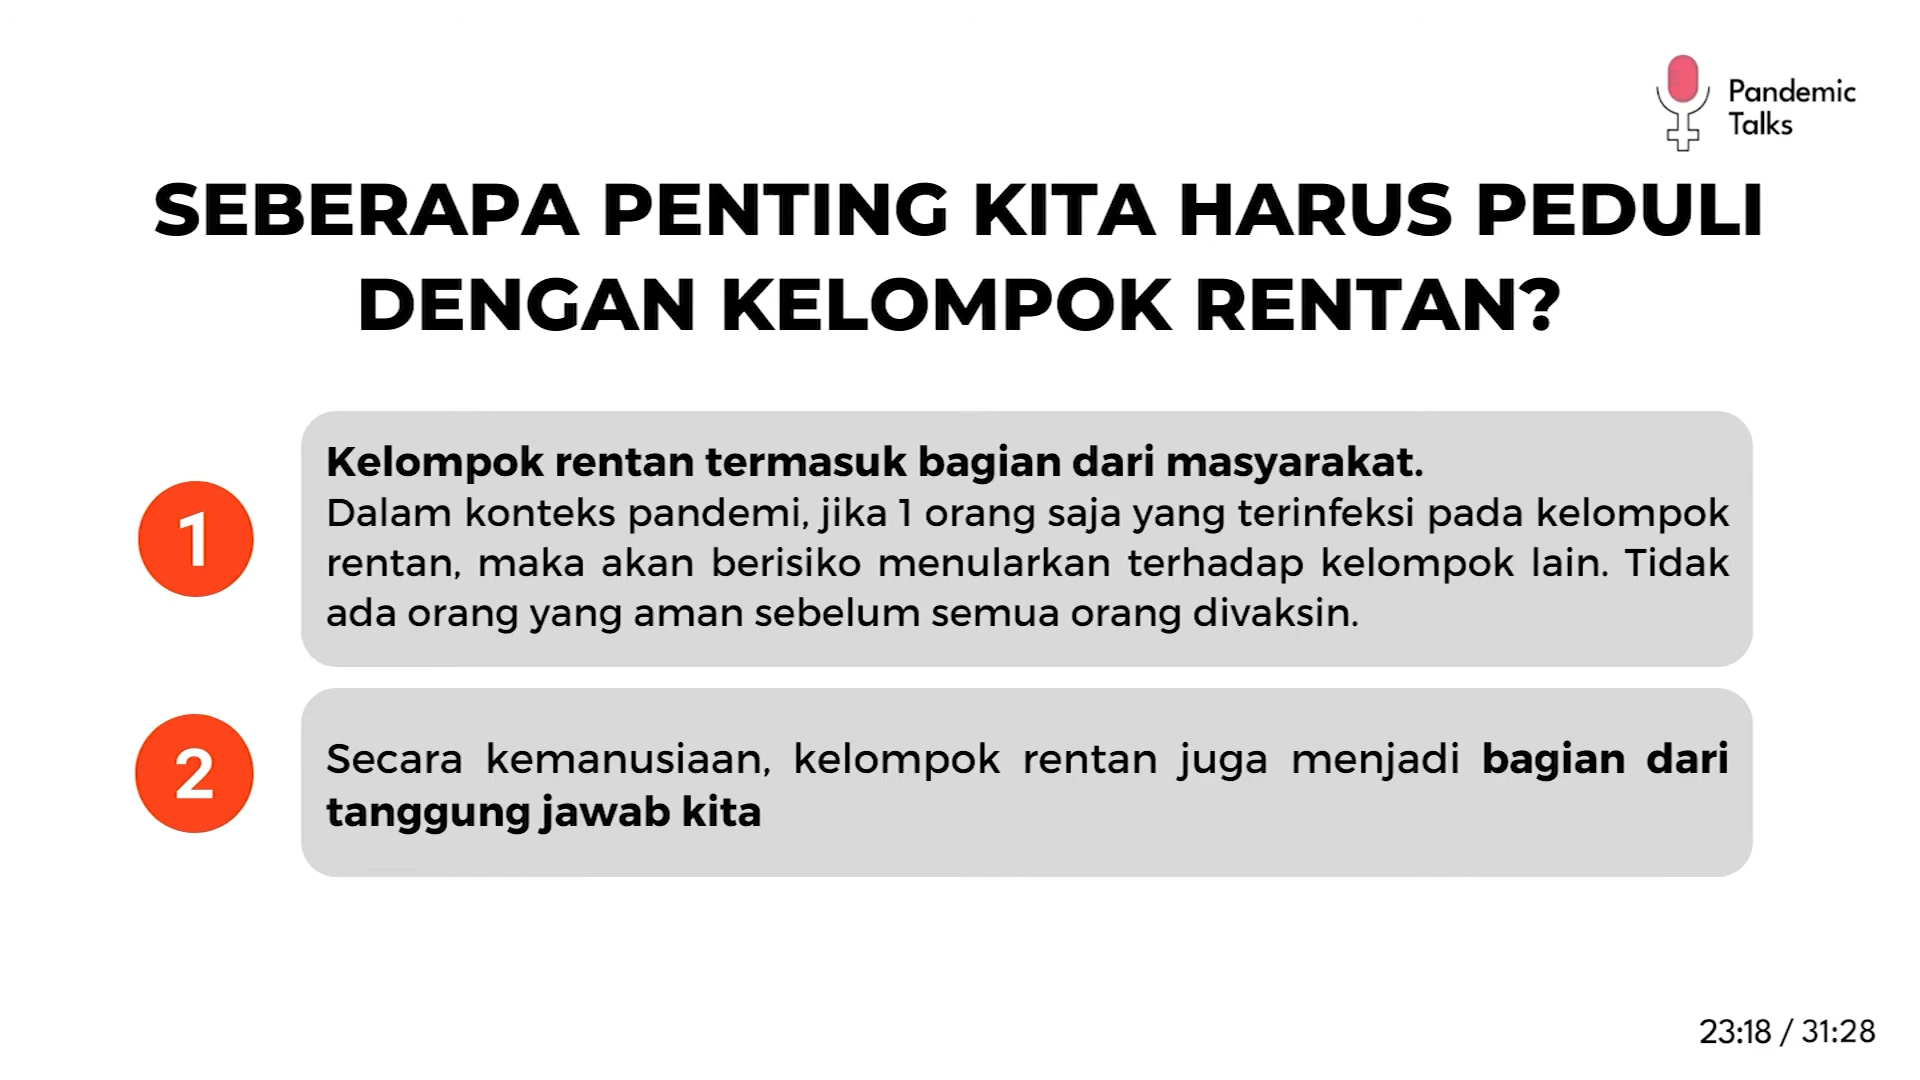 Pandemic
Talks
SEBERAPA PENTING KITA HARUS PEDULI
DENGAN KELOMPOK RENTAN?
1
Kelompok rentan termasuk bagian dari masyarakat.
Dalam konteks pandemi, jika 1 orang saja yang terinfeksi pada kelompok
rentan, maka akan berisiko menularkan terhadap kelompok lain. Tidak
ada orang yang aman sebelum semua orang divaksin.
2
Secara kemanusiaan, kelompok rentan juga menjadi bagian dari
tanggung jawab kita
23:18 / 31:28